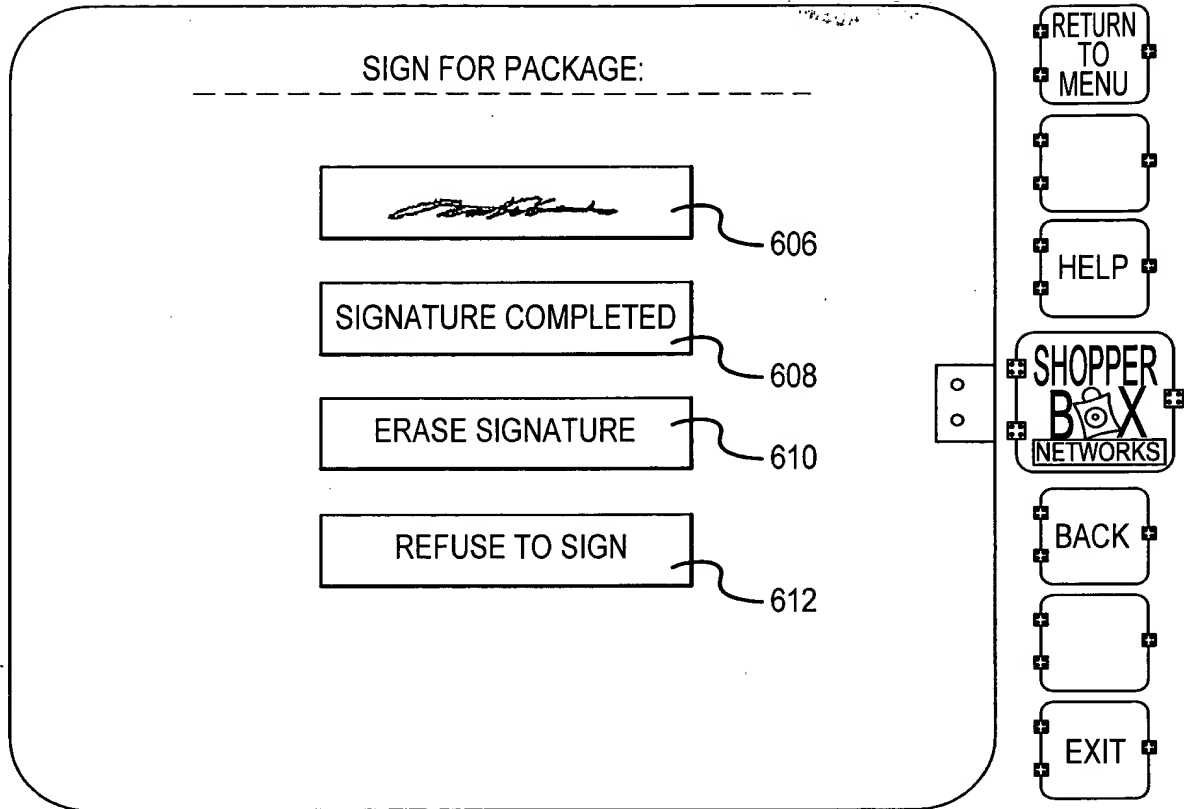 SIGN FOR PACKAGE:
606
SIGNATURE COMPLETED
608
ERASE SIGNATURE
610
REFUSE TO SIGN
612
RETURN
TO
MENU
HELP
SHOPPER
BOX
NETWORKS
BACK
EXIT